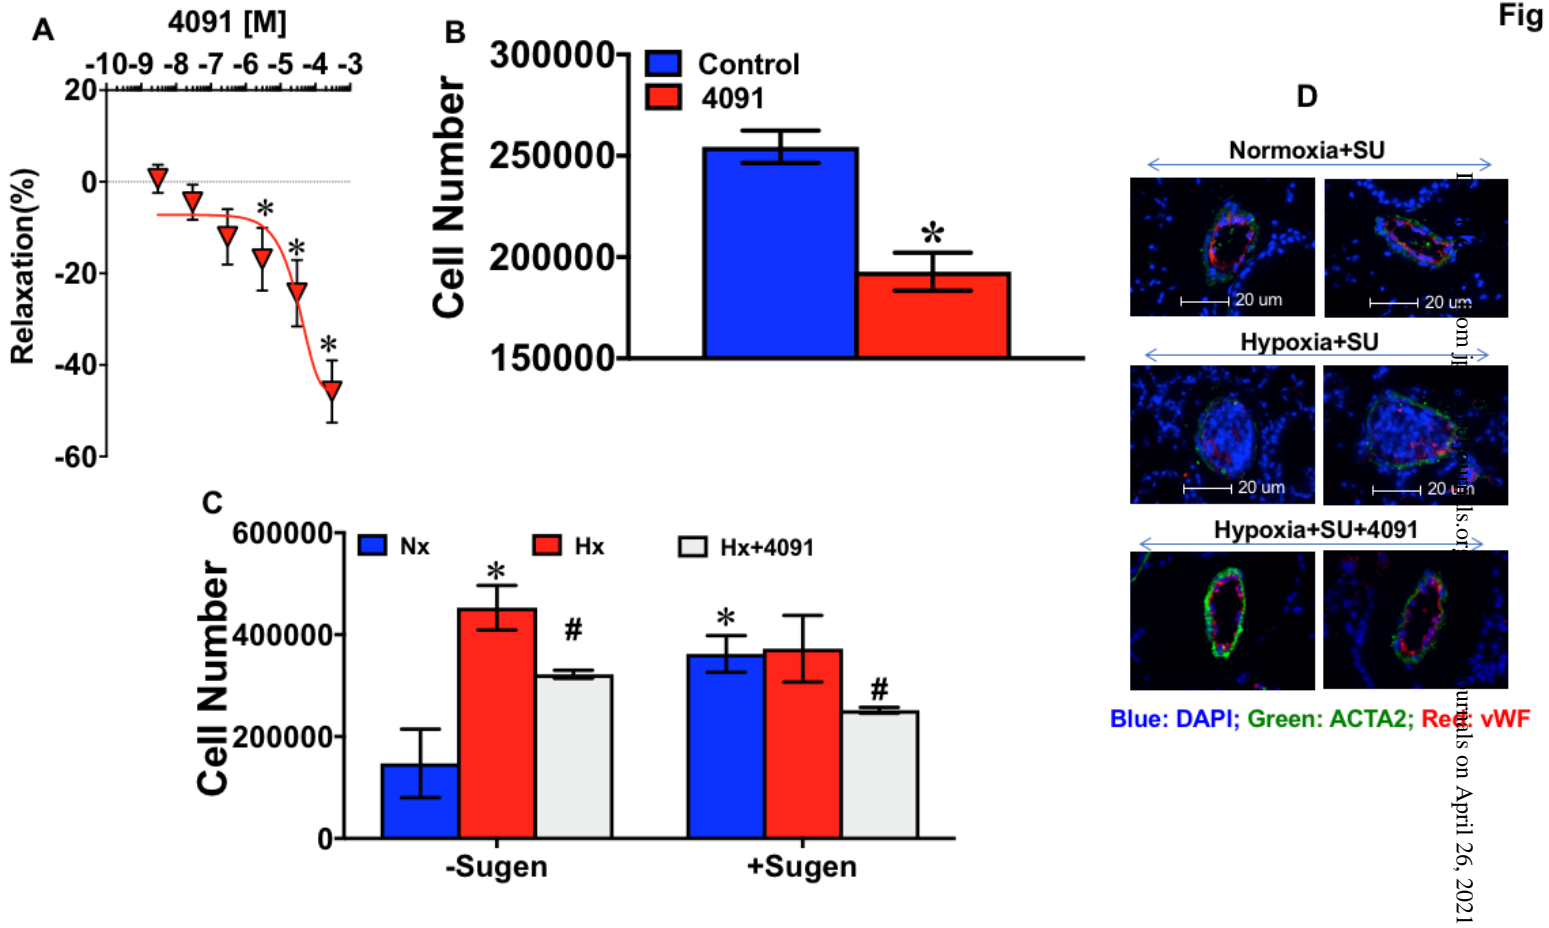 Fig
A
4091 [M]
-10-9 -8 -7 -6 -5 -4 -3
20
0
-20
-40
-60
Relaxation(%)
*
*
*
B
300000
250000
200000
150000
Cell Number
Control
4091
*
C
600000
400000
200000
0
Cell Number
Nx
Hx
Hx+4091
*
#
*
#
-Sugen
+Sugen
D
Normoxia+SU
20 um
20 um
Hypoxia+SU
20 um
20 um
Hypoxia+SU+4091
Blue: DAPI; Green: ACTA2; Red: vWF
on April 26, 2021